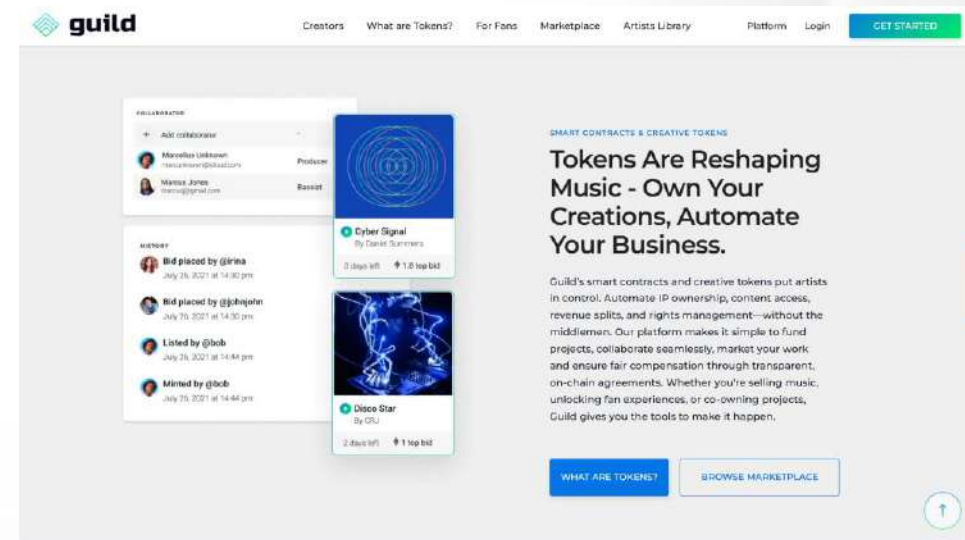 guild
Creators What are Tokens? For Fans Marketplace Artists Library Platform Login GET STARTED
COLLABORATOR
+ Add collaborator
Marcellus Unknown
Producer
Marcus Jones
marcus@gmail.com
Bassist
HISTORY
Bid placed by @irina
July 26, 2021 at 14:30 pm
Bid placed by @johnjohn
July 26, 2021 at 14:30 pm
Listed by @bob
July 26, 2021 at 14:44 pm
Minted by @bob
July 26, 2021 at 14:44 pm
Cyber Signal
By Daniel Summers
days left 1.8 top bid
Disco Star
By CRJ
2 days left 1 top bid
SMART CONTRACTS & CREATIVE TOKENS
Tokens Are Reshaping
Music - Own Your
Creations, Automate
Your Business.
Guild's smart contracts and creative tokens put artists
in control. Automate IP ownership, content access,
revenue splits, and rights management—without the
middlemen. Our platform makes it simple to fund
projects, collaborate seamlessly, market your work
and ensure fair compensation through transparent,
on-chain agreements. Whether you're selling music,
unlocking fan experiences, or co-owning projects,
Guild gives you the tools to make it happen.
WHAT ARE TOKENS? BROWSE MARKETPLACE